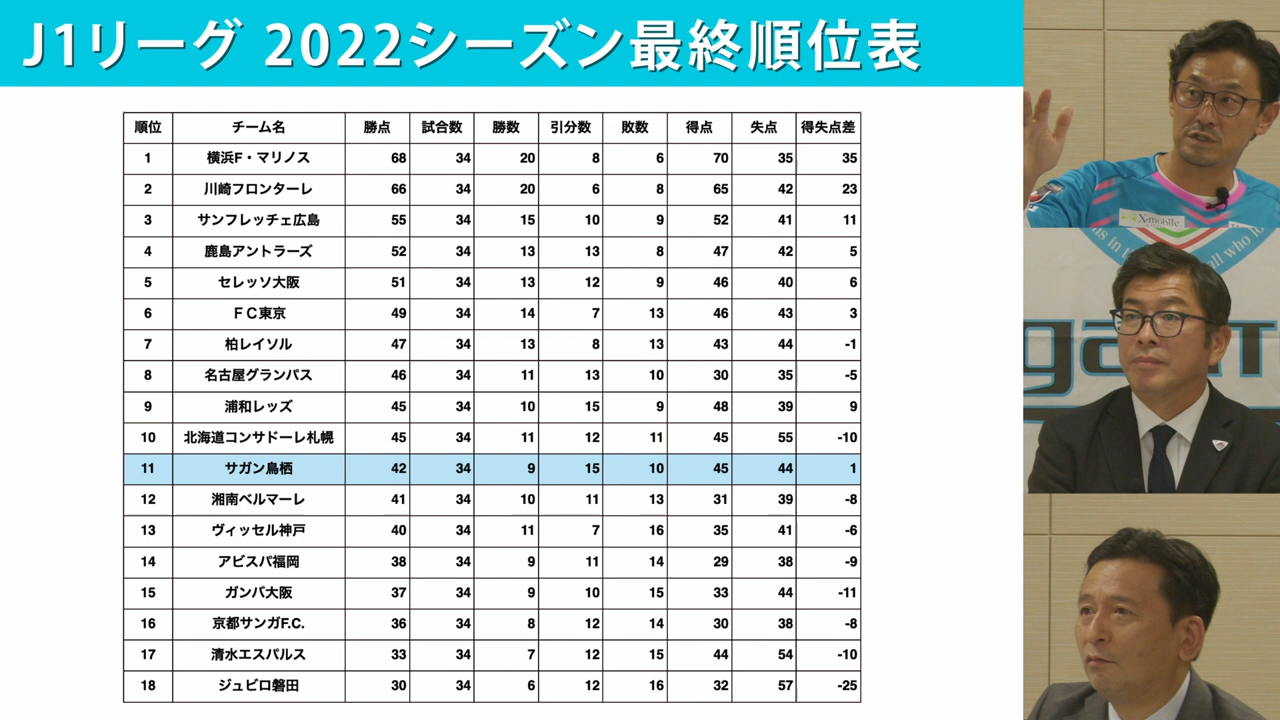 J1リーグ 2022シーズン最終順位表
順位 チーム名 勝点 試合数 勝数 引分数 敗数 得点 失点 得失点差
1 横浜F・マリノス 68 34 20 8 6 70 35 35
2 川崎フロンターレ 66 34 20 6 8 65 42 23
3 サンフレッチェ広島 55 34 15 10 9 52 41 11
4 鹿島アントラーズ 52 34 13 13 8 47 42 5
5 セレッソ大阪 51 34 13 12 9 46 40 6
6 ＦＣ東京 49 34 14 7 13 46 43 3
7 柏レイソル 47 34 13 8 13 43 44 -1
8 名古屋グランパス 46 34 11 13 10 30 35 -5
9 浦和レッズ 45 34 10 15 9 48 39 9
10 北海道コンサドーレ札幌 45 34 11 12 11 45 55 -10
11 サガン鳥栖 42 34 9 15 10 45 44 1
12 湘南ベルマーレ 41 34 10 11 13 31 39 -8
13 ヴィッセル神戸 40 34 11 7 16 35 41 -6
14 アビスパ福岡 38 34 9 11 14 29 38 -9
15 ガンバ大阪 37 34 9 10 15 33 44 -11
16 京都サンガF.C. 36 34 8 12 14 30 38 -8
17 清水エスパルス 33 34 7 12 15 44 54 -10
18 ジュビロ磐田 30 34 6 12 16 32 57 -25
X-mobile
all who